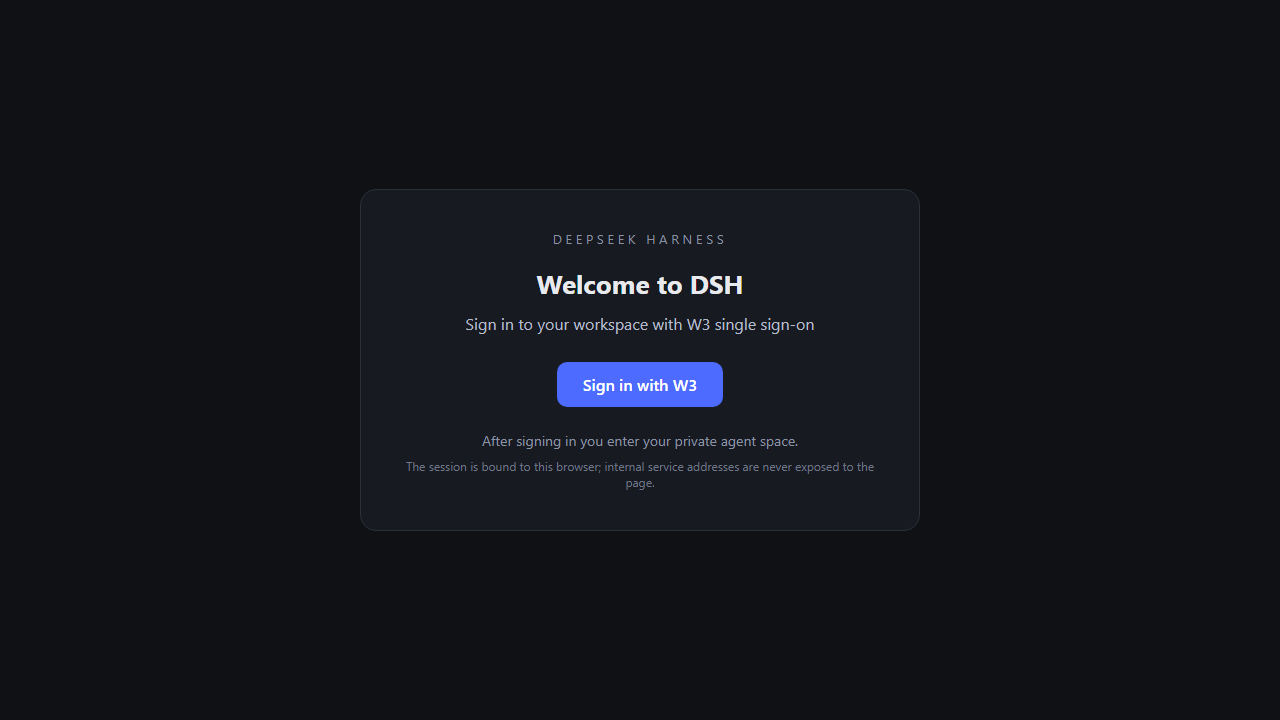 DEEPSEEK HARNESS
Welcome to DSH
Sign in to your workspace with W3 single sign-on
Sign in with W3
After signing in you enter your private agent space.
The session is bound to this browser; internal service addresses are never exposed to the
page.